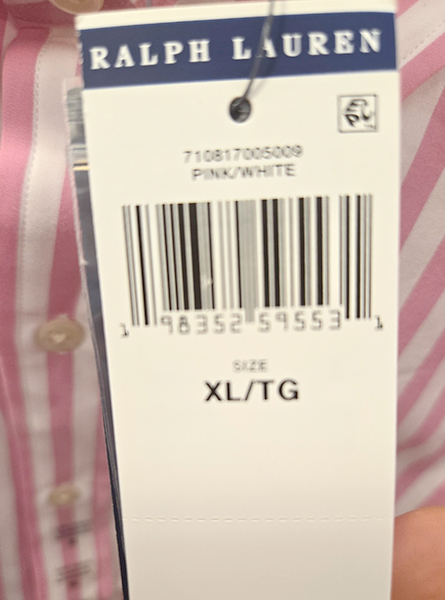 RALPH LAUREN
710817005009
PINK/WHITE
1 98352 59553 1
SIZE
XL/TG